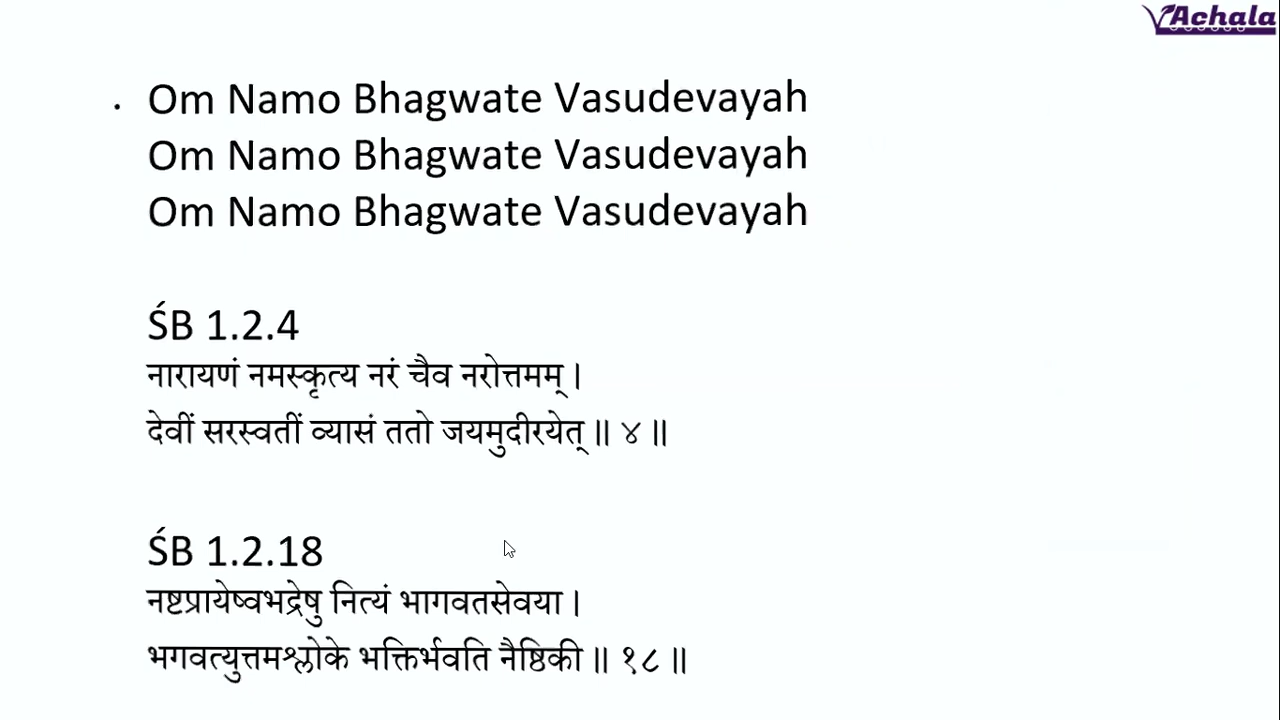 Achala
• Om Namo Bhagwate Vasudevayah
Om Namo Bhagwate Vasudevayah
Om Namo Bhagwate Vasudevayah
ŚB 1.2.4
नारायणं नमस्कृत्य नरं चैव नरोत्तमम् ।
देवीं सरस्वतीं व्यासं ततो जयमुदीरयेत् ॥ ४ ॥
ŚB 1.2.18
नष्टप्रायेष्वभद्रेषु नित्यं भागवतसेवया ।
भगवत्युत्तमश्लोके भक्तिर्भवति नैष्ठिकी ॥ १८ ॥